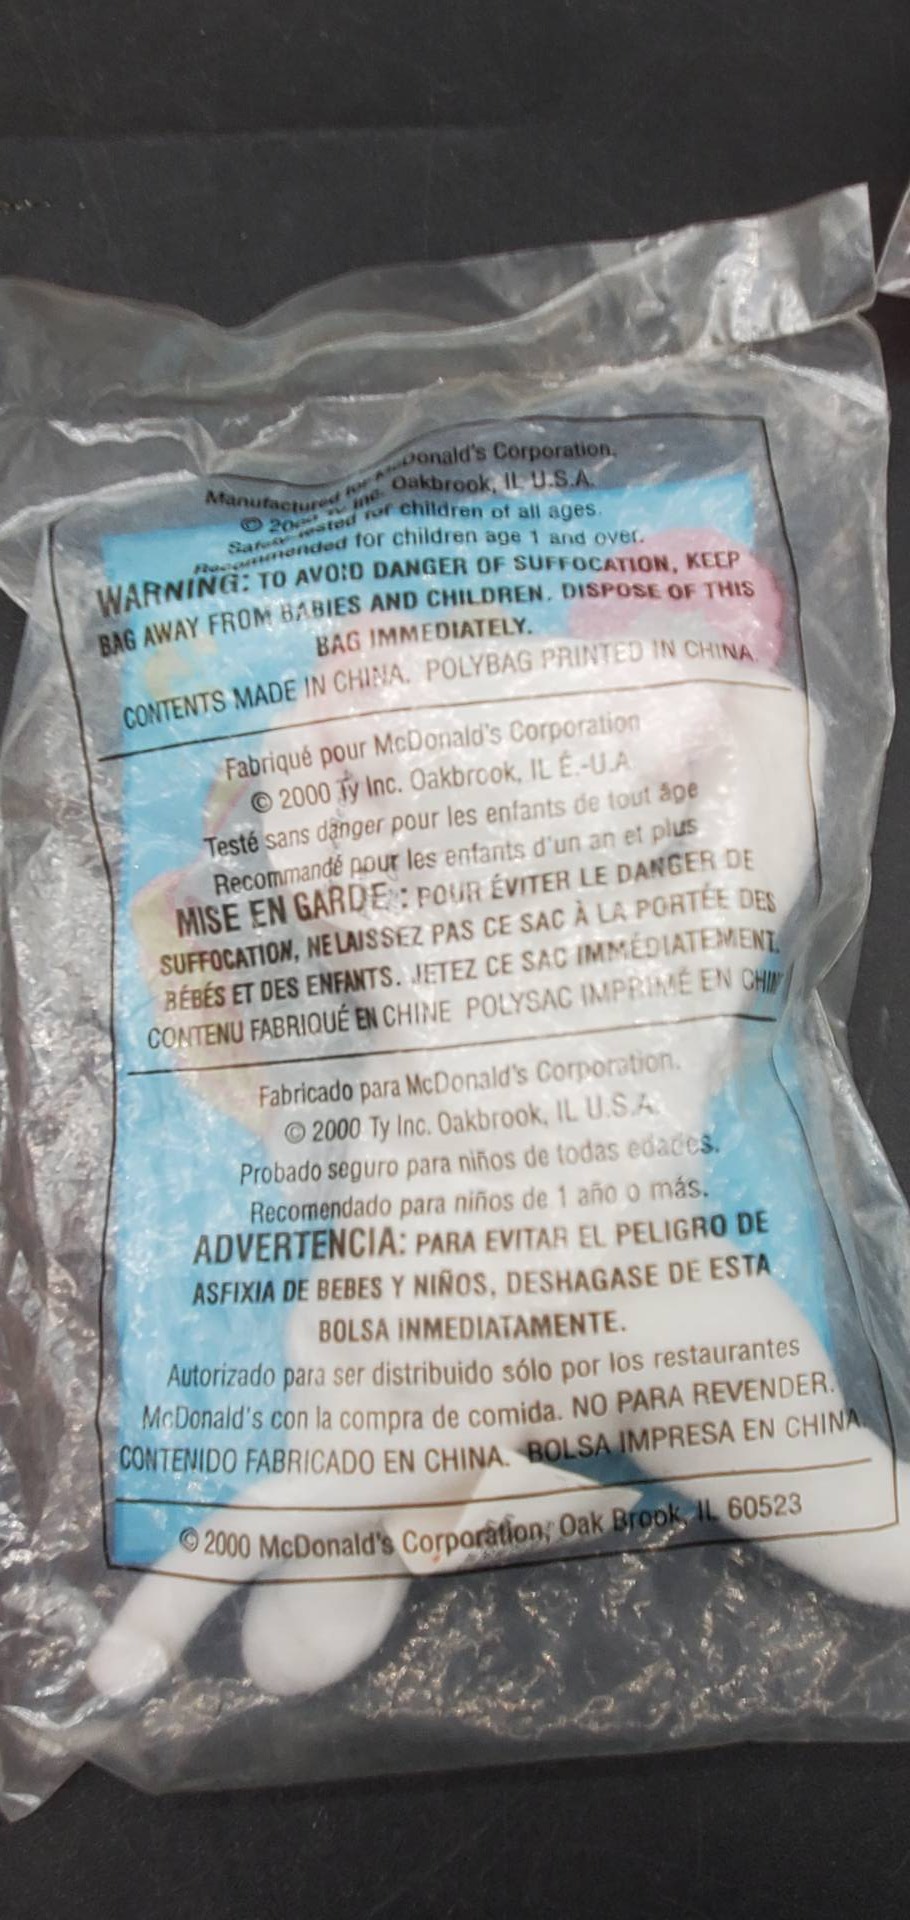 Manufactured for McDonald's Corporation,
© 2000 Ty Inc. Oakbrook, IL U.S.A.
Safety tested for children of all ages.
Recommended for children age 1 and over.
WARNING: TO AVOID DANGER OF SUFFOCATION, KEEP
BAG AWAY FROM BABIES AND CHILDREN. DISPOSE OF THIS
BAG IMMEDIATELY.
CONTENTS MADE IN CHINA. POLYBAG PRINTED IN CHINA.
Fabriqué pour McDonald's Corporation
© 2000 Ty Inc. Oakbrook, IL É.-U.A
Testé sans danger pour les enfants de tout âge
Recommandé pour les enfants d'un an et plus
MISE EN GARDE : POUR ÉVITER LE DANGER DE
SUFFOCATION, NE LAISSEZ PAS CE SAC À LA PORTÉE DES
BÉBÉS ET DES ENFANTS. JETEZ CE SAC IMMÉDIATEMENT.
CONTENU FABRIQUÉ EN CHINE POLYSAC IMPRIMÉ EN CHIN
Fabricado para McDonald's Corporation.
© 2000 Ty Inc. Oakbrook, IL U.S.A.
Probado seguro para niños de todas edades.
Recomendado para niños de 1 año o más.
ADVERTENCIA: PARA EVITAR EL PELIGRO DE
ASFIXIA DE BEBES Y NIÑOS, DESHAGASE DE ESTA
BOLSA INMEDIATAMENTE.
Autorizado para ser distribuido sólo por los restaurantes
McDonald's con la compra de comida. NO PARA REVENDER.
CONTENIDO FABRICADO EN CHINA. BOLSA IMPRESA EN CHINA
© 2000 McDonald's Corporation, Oak Brook, IL 60523